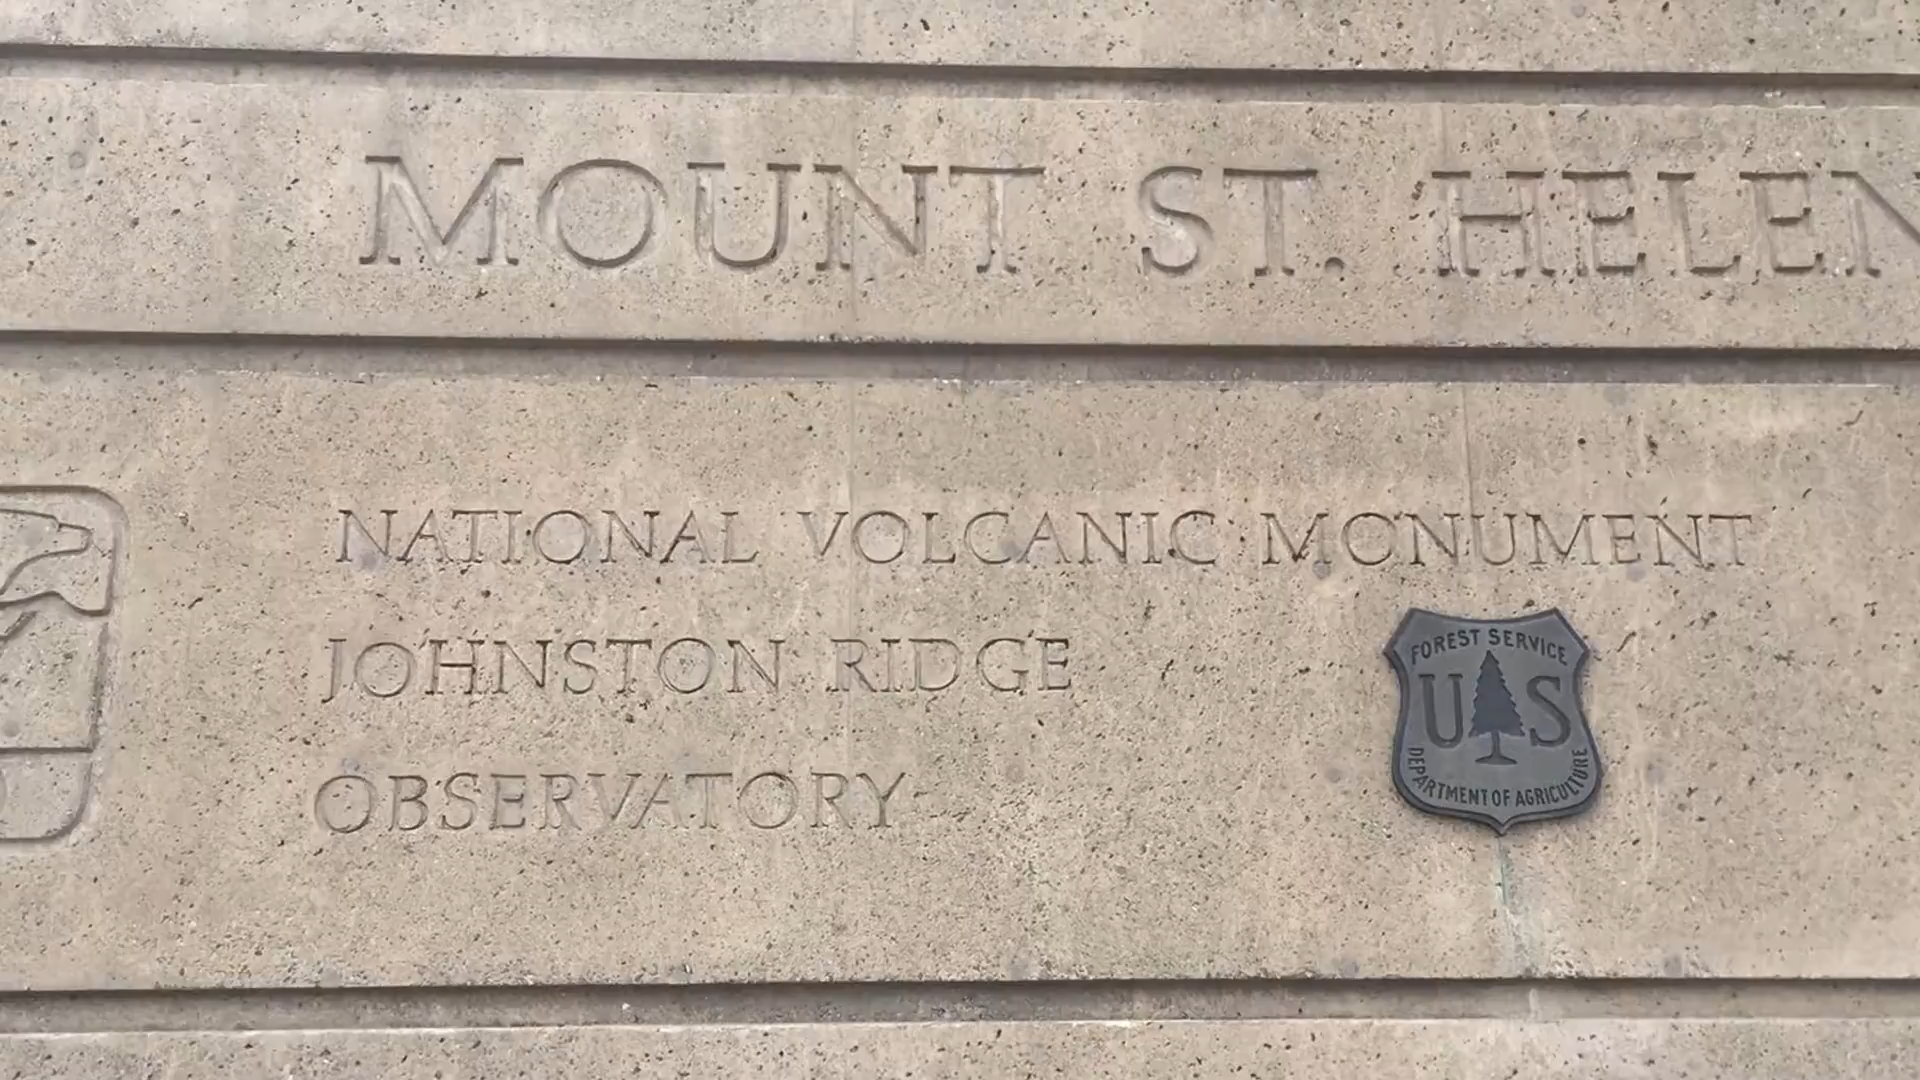 MOUNT ST. HELEN
NATIONAL VOLCANIC MONUMENT
JOHNSTON RIDGE
OBSERVATORY
FOREST SERVICE
U S
DEPARTMENT OF AGRICULTURE